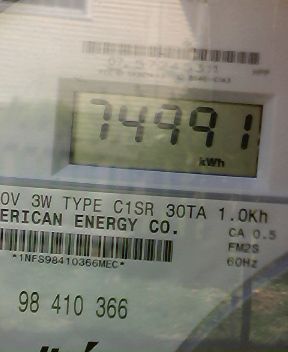 74991
kWh
0V 3W TYPE C1SR 30TA 1.0Kh
ERICAN ENERGY CO.
CA 0.5
FM2S
60Hz
*1NFS98410366MEC*
98 410 366